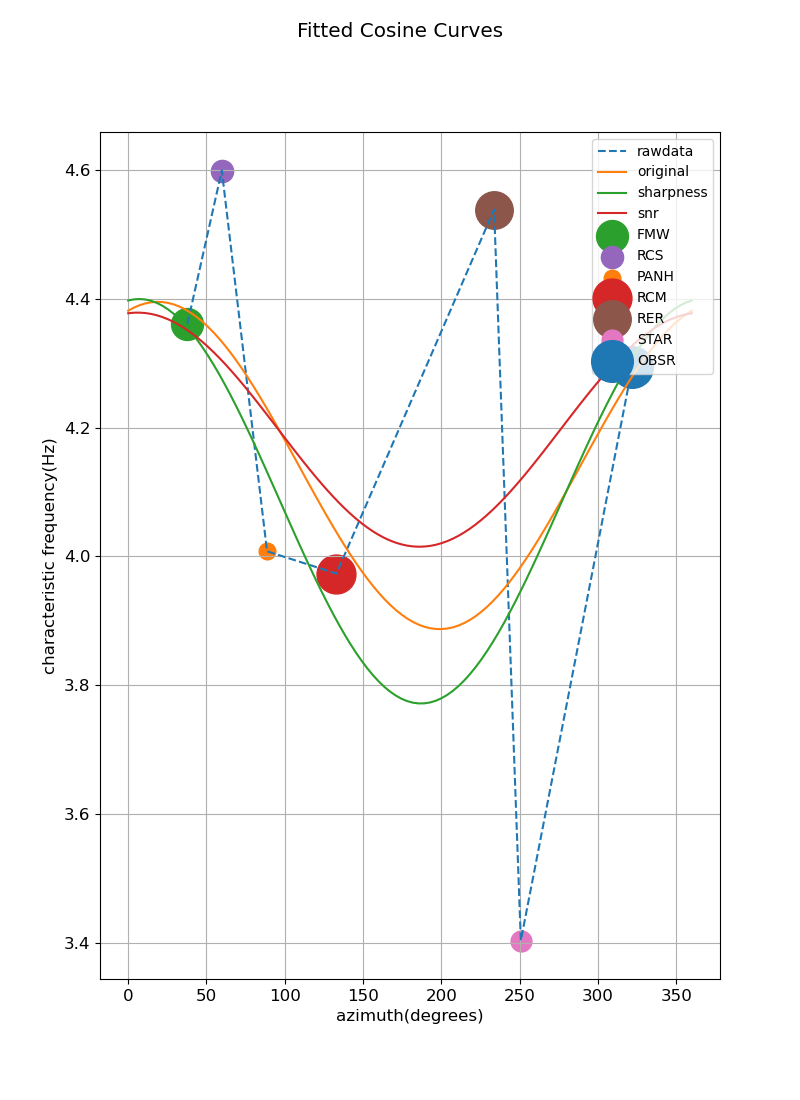 Fitted Cosine Curves
rawdata
original
sharpness
snr
FMW
RCS
PANH
RCM
RER
STAR
OBSR
4.6
4.4
4.2
4.0
3.8
3.6
3.4
characteristic frequency(Hz)
0 50 100 150 200 250 300 350
azimuth(degrees)